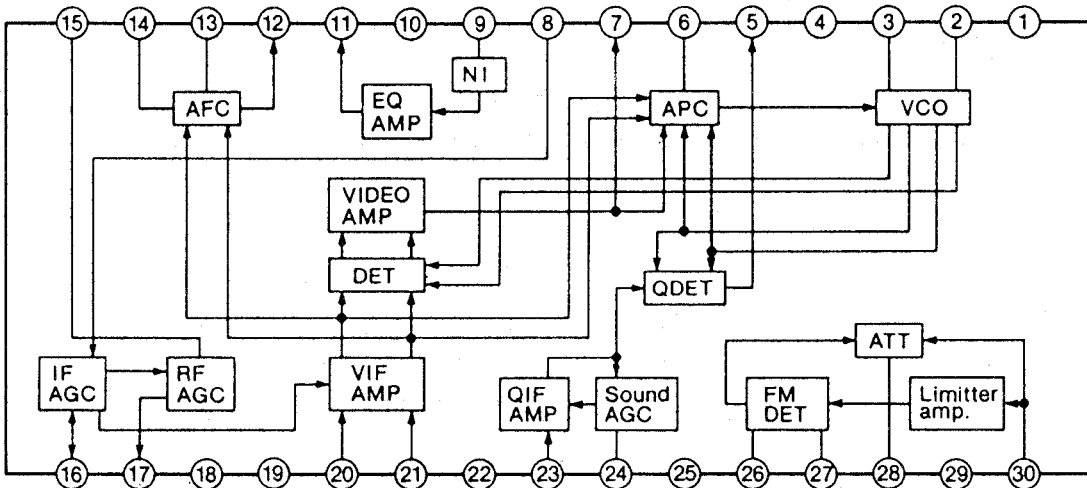 15 14 13 12 11 10 9 8 7 6 5 4 3 2 1
NI
AFC
EQ
AMP
APC
VCO
VIDEO
AMP
DET
QDET
ATT
IF
AGC
RF
AGC
VIF
AMP
QIF
AMP
Sound
AGC
FM
DET
Limitter
amp.
16 17 18 19 20 21 22 23 24 25 26 27 28 29 30